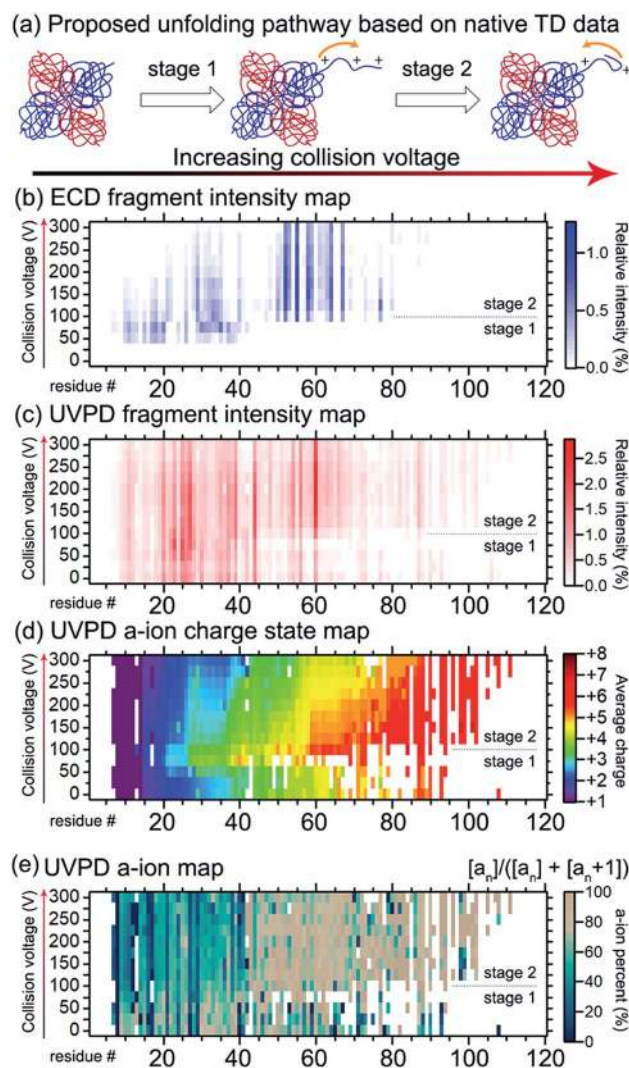 (a) Proposed unfolding pathway based on native TD data
stage 1
stage 2
+ + +
+ +
Increasing collision voltage
(b) ECD fragment intensity map
Collision voltage (V)
300
250
200
150
100
50
0
stage 2
stage 1
residue # 20 40 60 80 100 120
1.0
0.5
0.0
Relative intensity (%)
(c) UVPD fragment intensity map
Collision voltage (V)
300
250
200
150
100
50
0
stage 2
stage 1
residue # 20 40 60 80 100 120
2.5
2.0
1.5
1.0
0.5
0.0
Relative intensity (%)
(d) UVPD a-ion charge state map
Collision voltage (V)
300
250
200
150
100
50
0
stage 2
stage 1
residue # 20 40 60 80 100 120
+8
+7
+6
+5
+4
+3
+2
+1
Average charge
(e) UVPD a-ion map [aₙ]/([aₙ] + [aₙ+1])
Collision voltage (V)
300
250
200
150
100
50
0
stage 2
stage 1
residue # 20 40 60 80 100 120
100
80
60
40
20
0
a-ion percent (%)